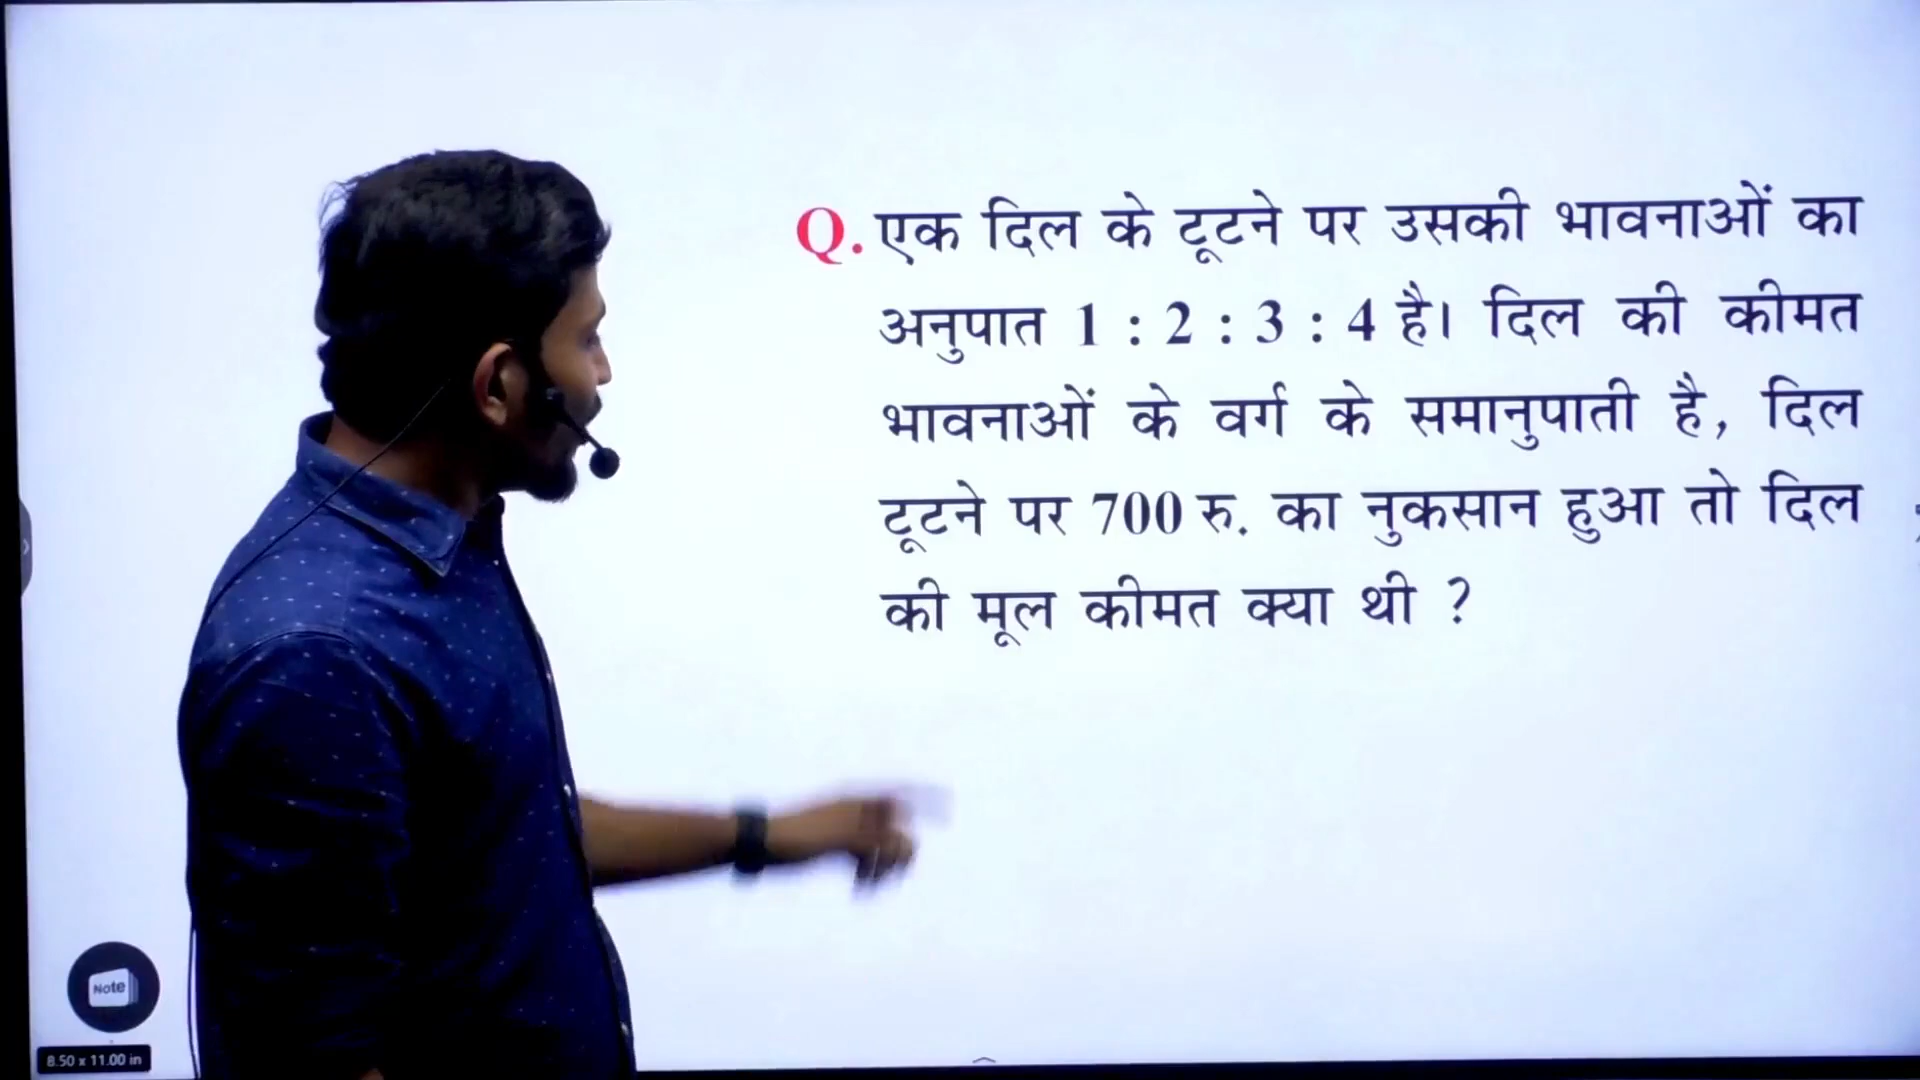 Q. एक दिल के टूटने पर उसकी भावनाओं का
अनुपात 1 : 2 : 3 : 4 है। दिल की कीमत
भावनाओं के वर्ग के समानुपाती है, दिल
टूटने पर 700 रु. का नुकसान हुआ तो दिल
की मूल कीमत क्या थी ?
Note
8.50 x 11.00 in